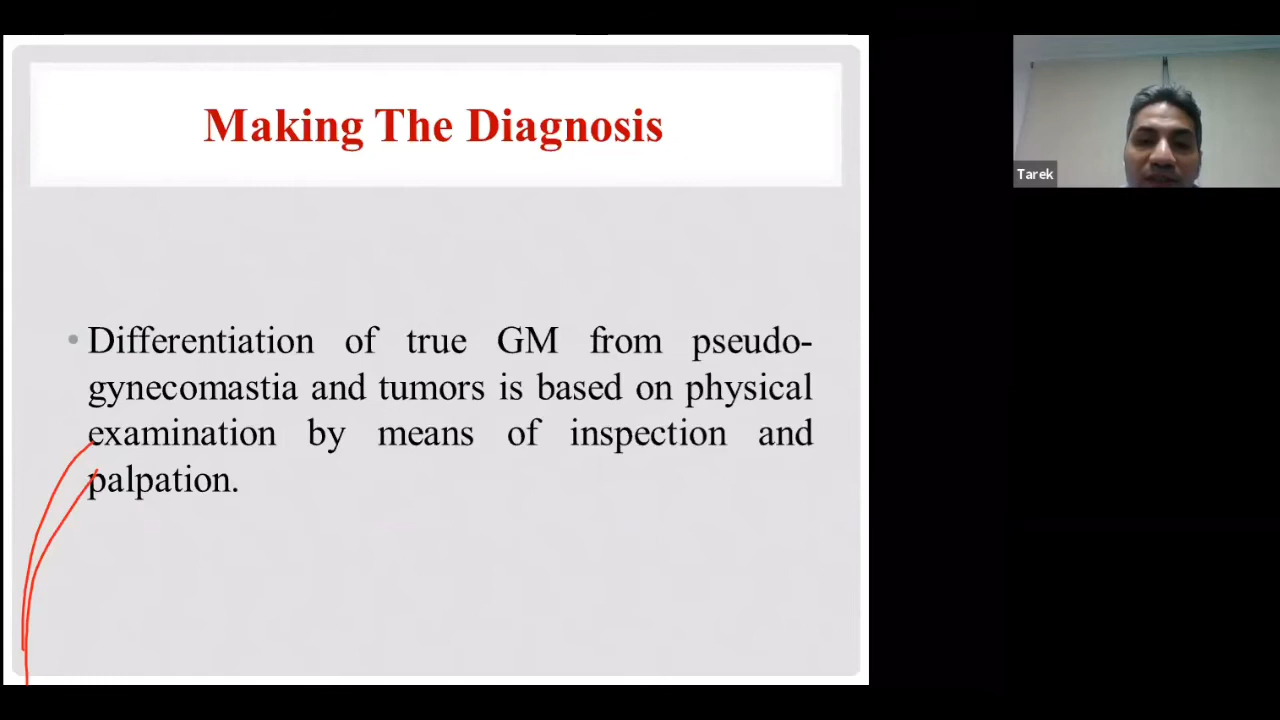 Making The Diagnosis
• Differentiation of true GM from pseudo-
gynecomastia and tumors is based on physical
examination by means of inspection and
palpation.
Tarek